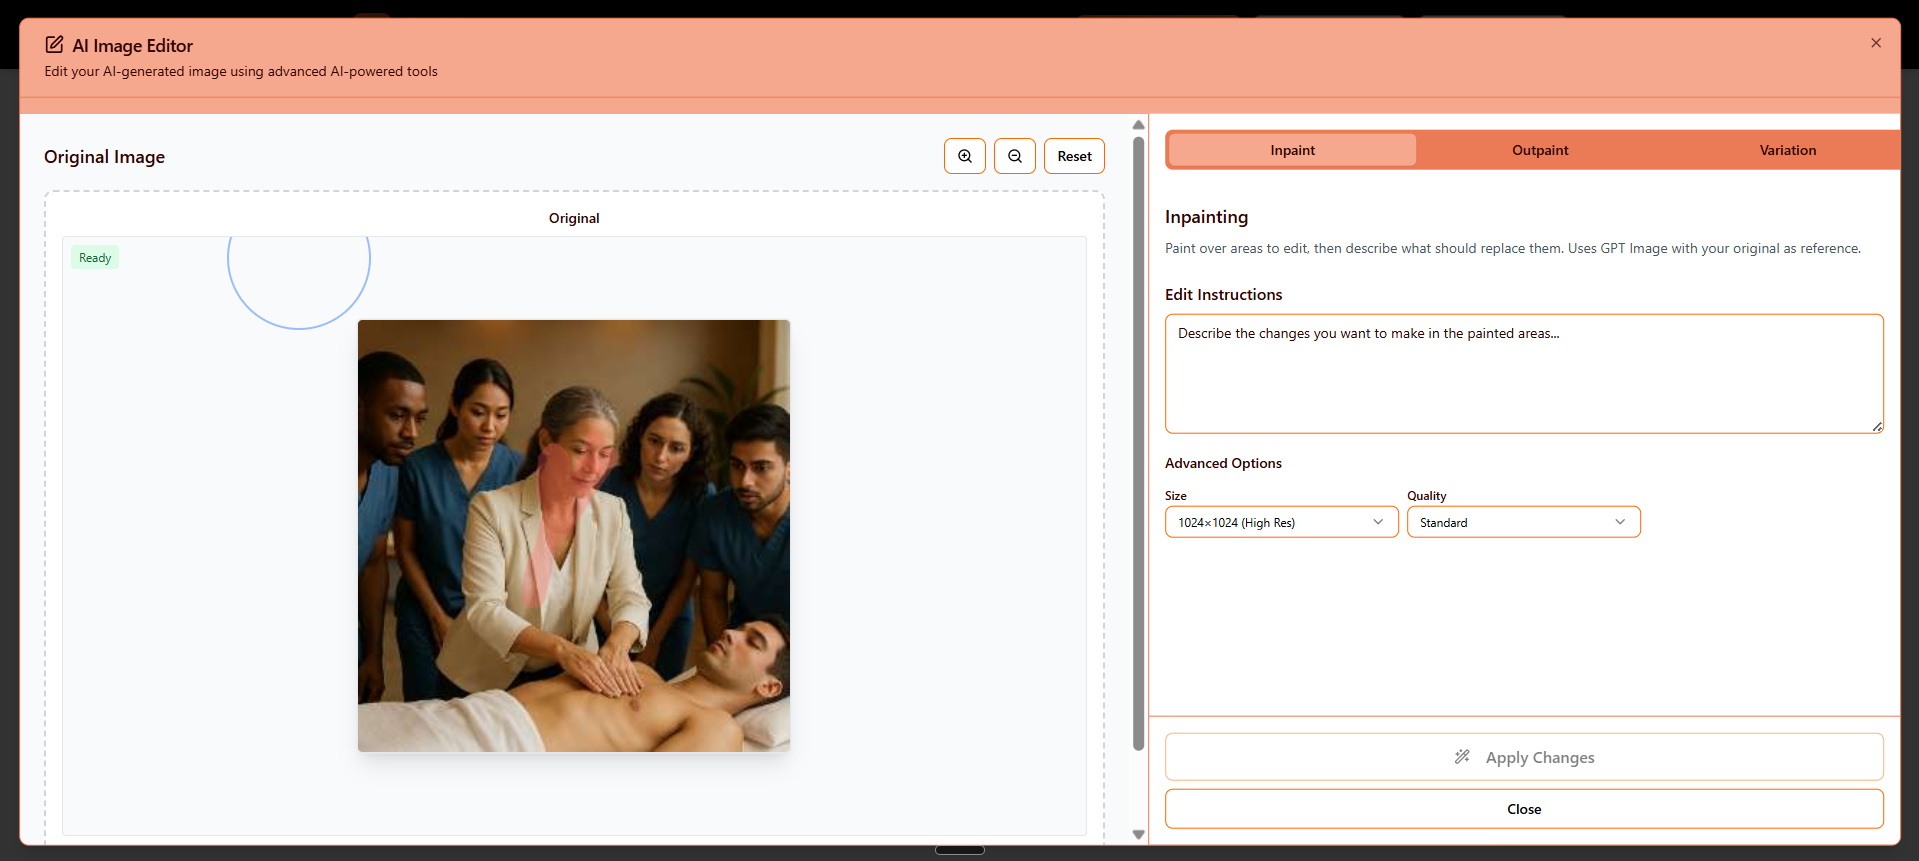 AI Image Editor
Edit your AI-generated image using advanced AI-powered tools
Original Image
Reset
Original
Ready
Inpaint
Outpaint
Variation
Inpainting
Paint over areas to edit, then describe what should replace them. Uses GPT Image with your original as reference.
Edit Instructions
Describe the changes you want to make in the painted areas...
Advanced Options
Size
Quality
1024×1024 (High Res)
Standard
Apply Changes
Close